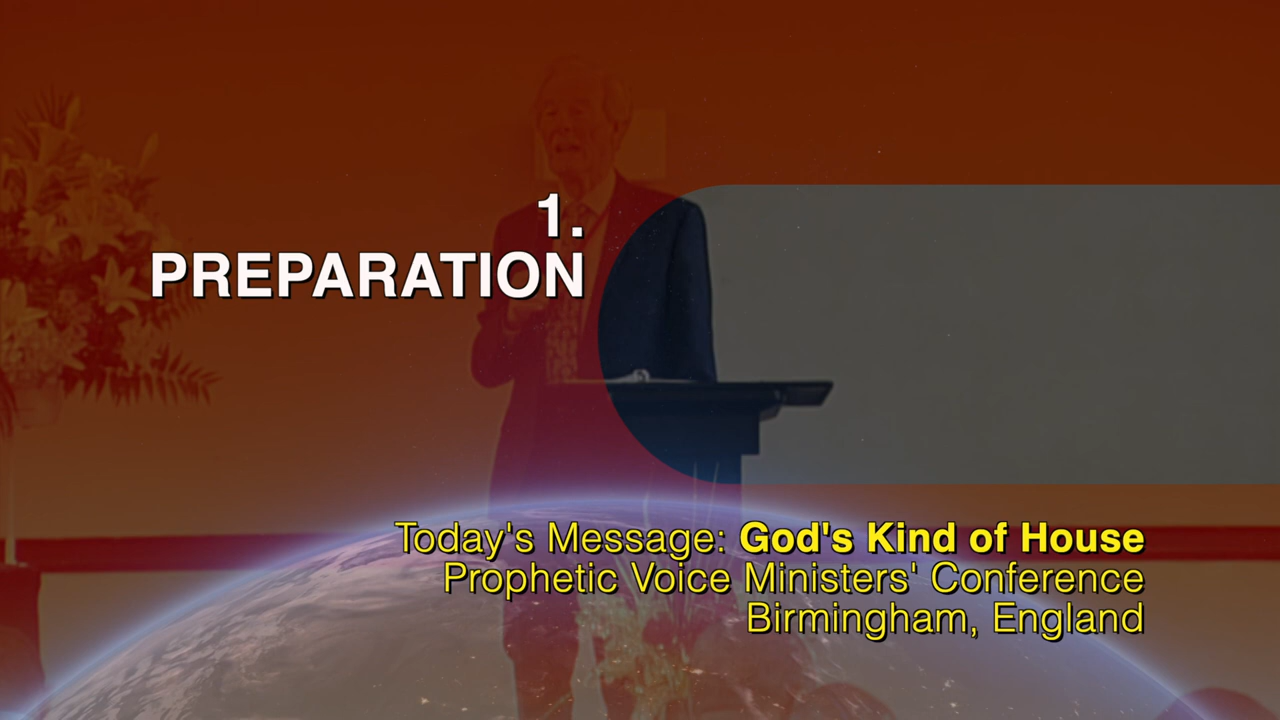 1.
PREPARATION
Today's Message: God's Kind of House
Prophetic Voice Ministers' Conference
Birmingham, England